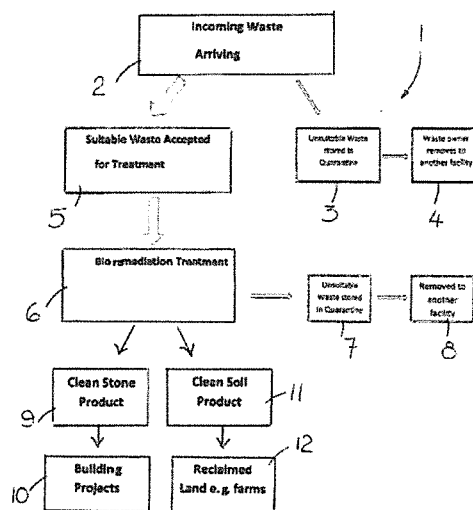 Incoming Waste
Arriving
1
2
Suitable Waste Accepted
for Treatment
Unsuitable Waste
stored in
Quarantine
Waste owner
removes to
another facility
5
3
4
Bio remediation Treatment
6
Unsuitable
Waste stored
in Quarantine
Removed to
another
facility
7
8
Clean Stone
Product
Clean Soil
Product
9
11
Building
Projects
Reclaimed
Land e.g. farms
10
12